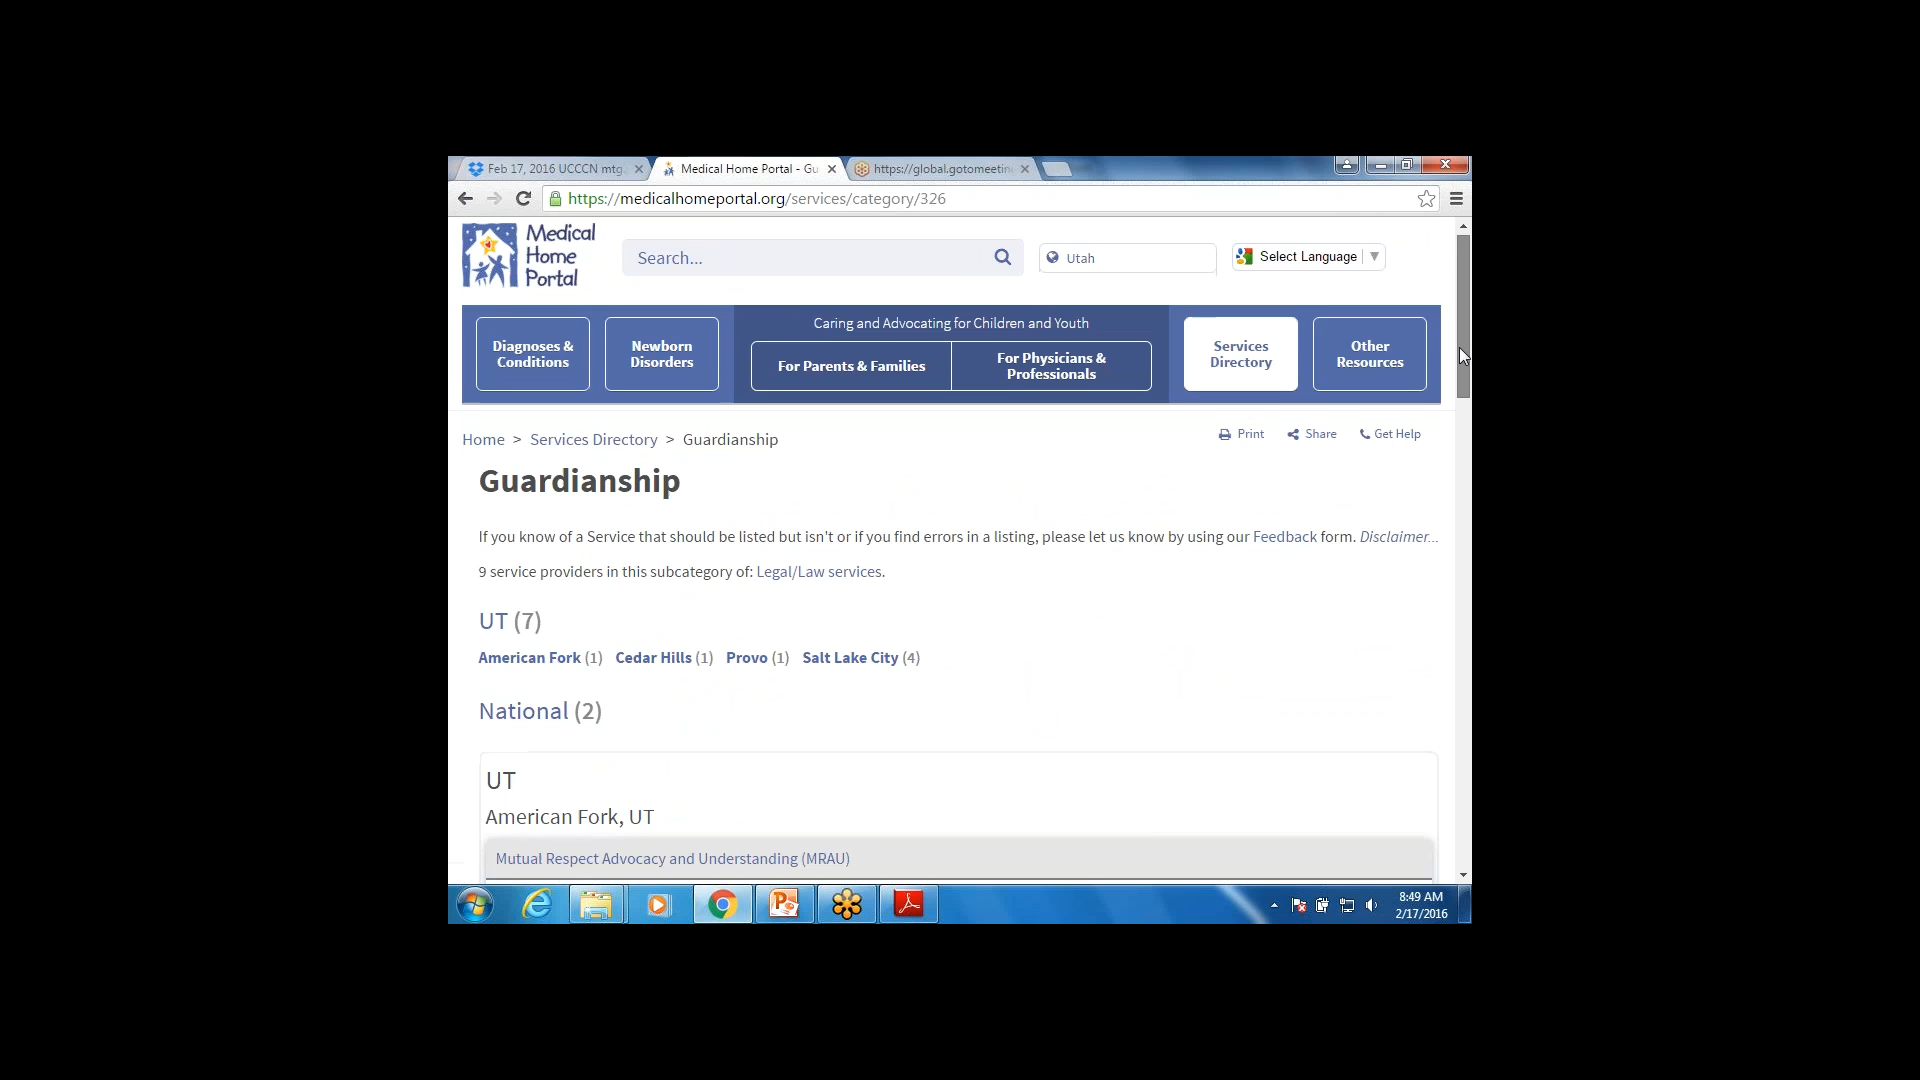 Feb 17, 2016 UCCCN mtg.
Medical Home Portal - Gu
https://global.gotomeetin
https://medicalhomeportal.org/services/category/326
Medical
Home
Portal
Search...
Utah
Select Language
Diagnoses &
Conditions
Newborn
Disorders
Caring and Advocating for Children and Youth
For Parents & Families
For Physicians &
Professionals
Services
Directory
Other
Resources
Home > Services Directory > Guardianship
Print
Share
Get Help
Guardianship
If you know of a Service that should be listed but isn't or if you find errors in a listing, please let us know by using our Feedback form. Disclaimer...
9 service providers in this subcategory of: Legal/Law services.
UT (7)
American Fork (1) Cedar Hills (1) Provo (1) Salt Lake City (4)
National (2)
UT
American Fork, UT
Mutual Respect Advocacy and Understanding (MRAU)
8:49 AM
2/17/2016